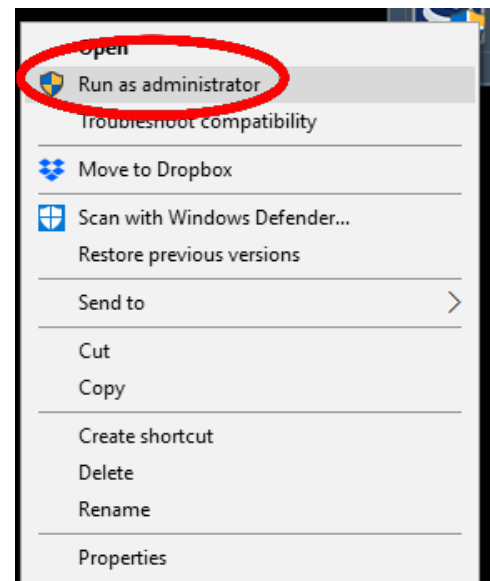 Open
Run as administrator
Troubleshoot compatibility
Move to Dropbox
Scan with Windows Defender...
Restore previous versions
Send to
Cut
Copy
Create shortcut
Delete
Rename
Properties